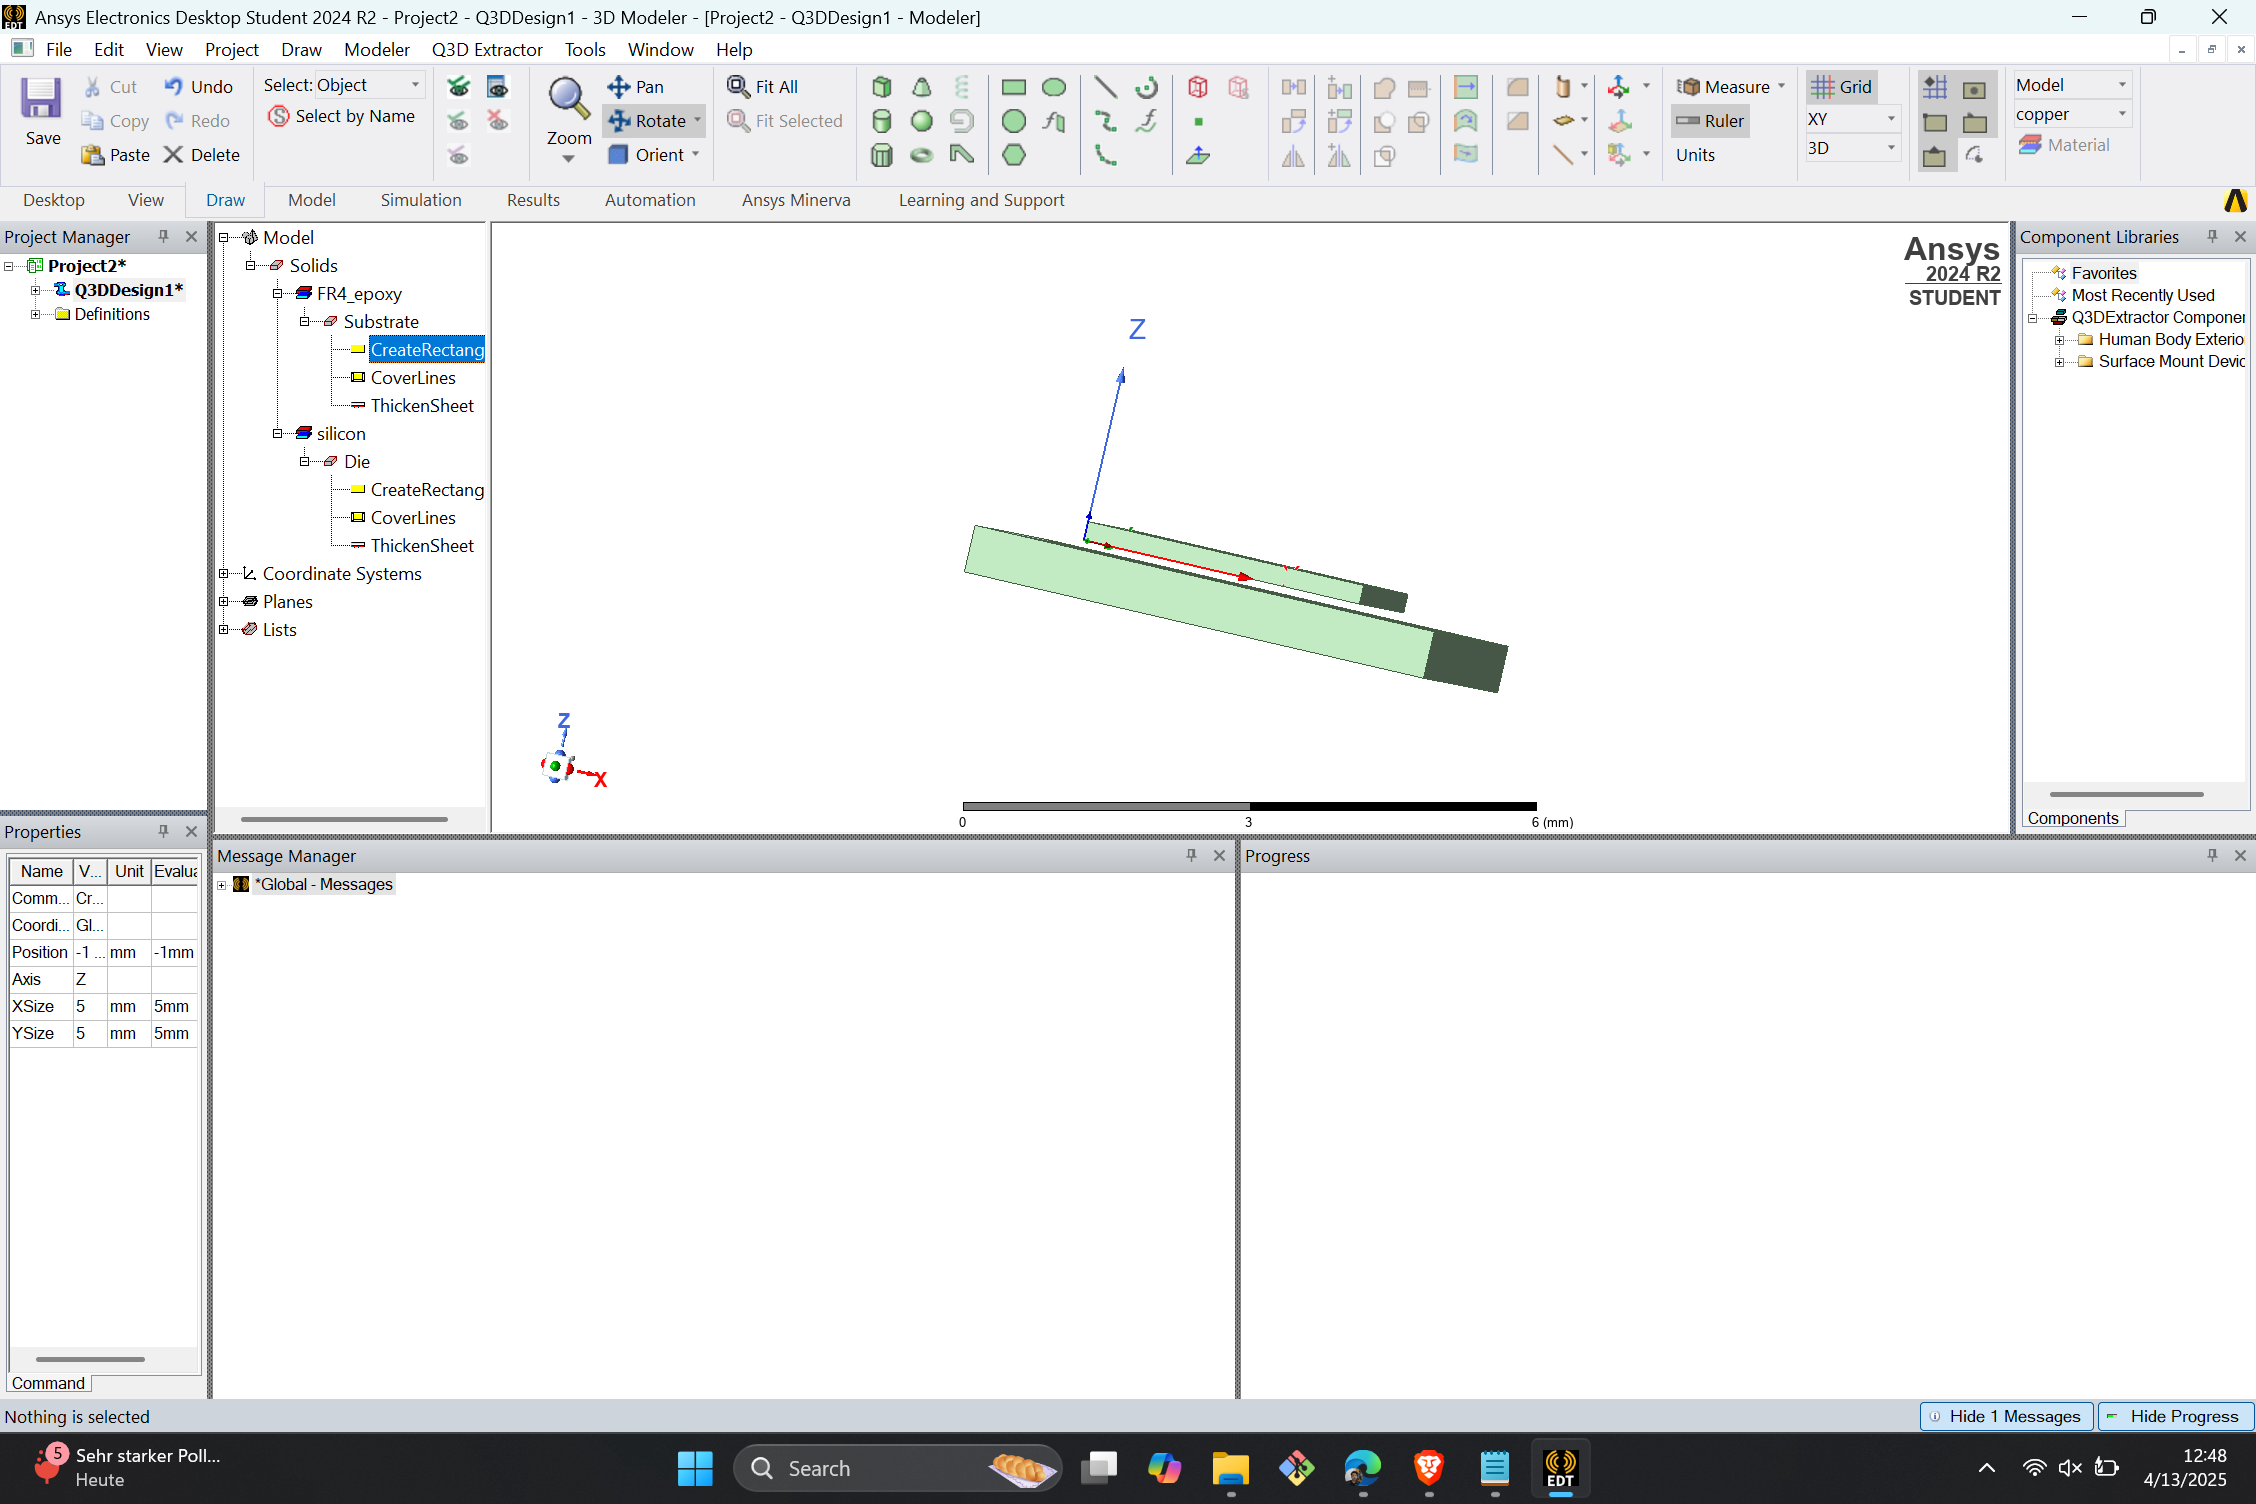 Ansys Electronics Desktop Student 2024 R2 - Project2 - Q3DDesign1 - 3D Modeler - [Project2 - Q3DDesign1 - Modeler]
File Edit View Project Draw Modeler Q3D Extractor Tools Window Help
Save
Cut
Copy
Paste
Undo
Redo
Delete
Select: Object
Select by Name
Zoom
Pan
Rotate
Orient
Fit All
Fit Selected
Measure
Ruler
Units
Grid
XY
3D
Model
copper
Material
Desktop View Draw Model Simulation Results Automation Ansys Minerva Learning and Support
Project Manager
Project2*
Q3DDesign1*
Definitions
Model
Solids
FR4_epoxy
Substrate
CreateRectang
CoverLines
ThickenSheet
silicon
Die
CreateRectang
CoverLines
ThickenSheet
Coordinate Systems
Planes
Lists
Z
Z
X
0 3 6 (mm)
Ansys
2024 R2
STUDENT
Component Libraries
Favorites
Most Recently Used
Q3DExtractor Componer
Human Body Exterio
Surface Mount Devic
Components
Properties
Name V... Unit Evalua
Comm... Cr...
Coordi... Gl...
Position -1 ... mm -1mm
Axis Z
XSize 5 mm 5mm
YSize 5 mm 5mm
Command
Message Manager
*Global - Messages
Progress
Nothing is selected
Hide 1 Messages
Hide Progress
5
Sehr starker Poll...
Heute
Search
EDT
12:48
4/13/2025